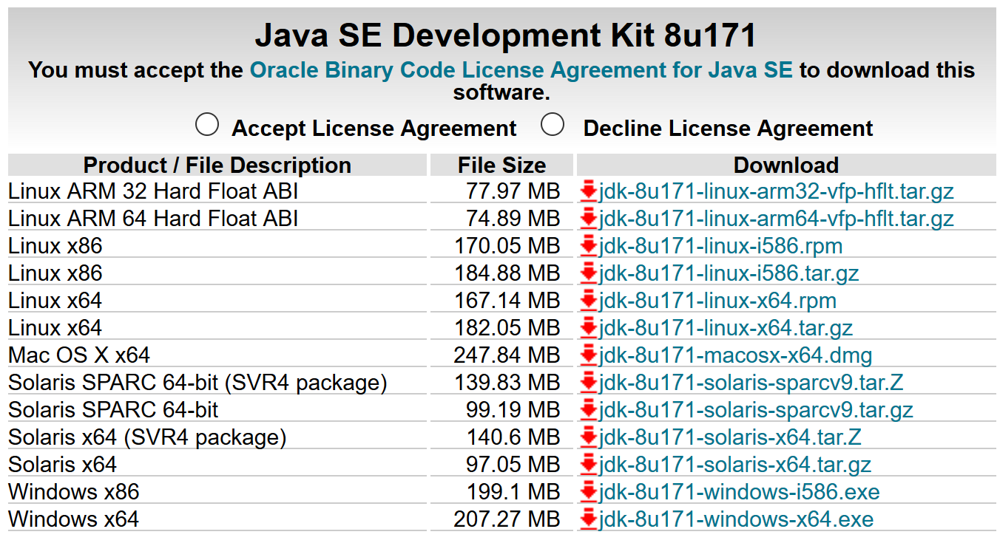 Java SE Development Kit 8u171
You must accept the Oracle Binary Code License Agreement for Java SE to download this
software.
Accept License Agreement Decline License Agreement
Product / File Description File Size Download
Linux ARM 32 Hard Float ABI 77.97 MB jdk-8u171-linux-arm32-vfp-hflt.tar.gz
Linux ARM 64 Hard Float ABI 74.89 MB jdk-8u171-linux-arm64-vfp-hflt.tar.gz
Linux x86 170.05 MB jdk-8u171-linux-i586.rpm
Linux x86 184.88 MB jdk-8u171-linux-i586.tar.gz
Linux x64 167.14 MB jdk-8u171-linux-x64.rpm
Linux x64 182.05 MB jdk-8u171-linux-x64.tar.gz
Mac OS X x64 247.84 MB jdk-8u171-macosx-x64.dmg
Solaris SPARC 64-bit (SVR4 package) 139.83 MB jdk-8u171-solaris-sparcv9.tar.Z
Solaris SPARC 64-bit 99.19 MB jdk-8u171-solaris-sparcv9.tar.gz
Solaris x64 (SVR4 package) 140.6 MB jdk-8u171-solaris-x64.tar.Z
Solaris x64 97.05 MB jdk-8u171-solaris-x64.tar.gz
Windows x86 199.1 MB jdk-8u171-windows-i586.exe
Windows x64 207.27 MB jdk-8u171-windows-x64.exe